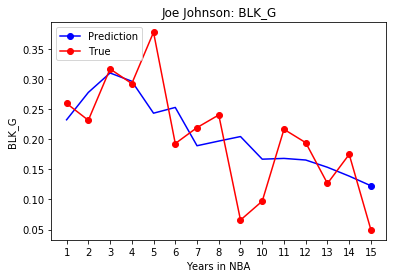 Joe Johnson: BLK_G
Prediction
True
BLK_G
0.35
0.30
0.25
0.20
0.15
0.10
0.05
1 2 3 4 5 6 7 8 9 10 11 12 13 14 15
Years in NBA